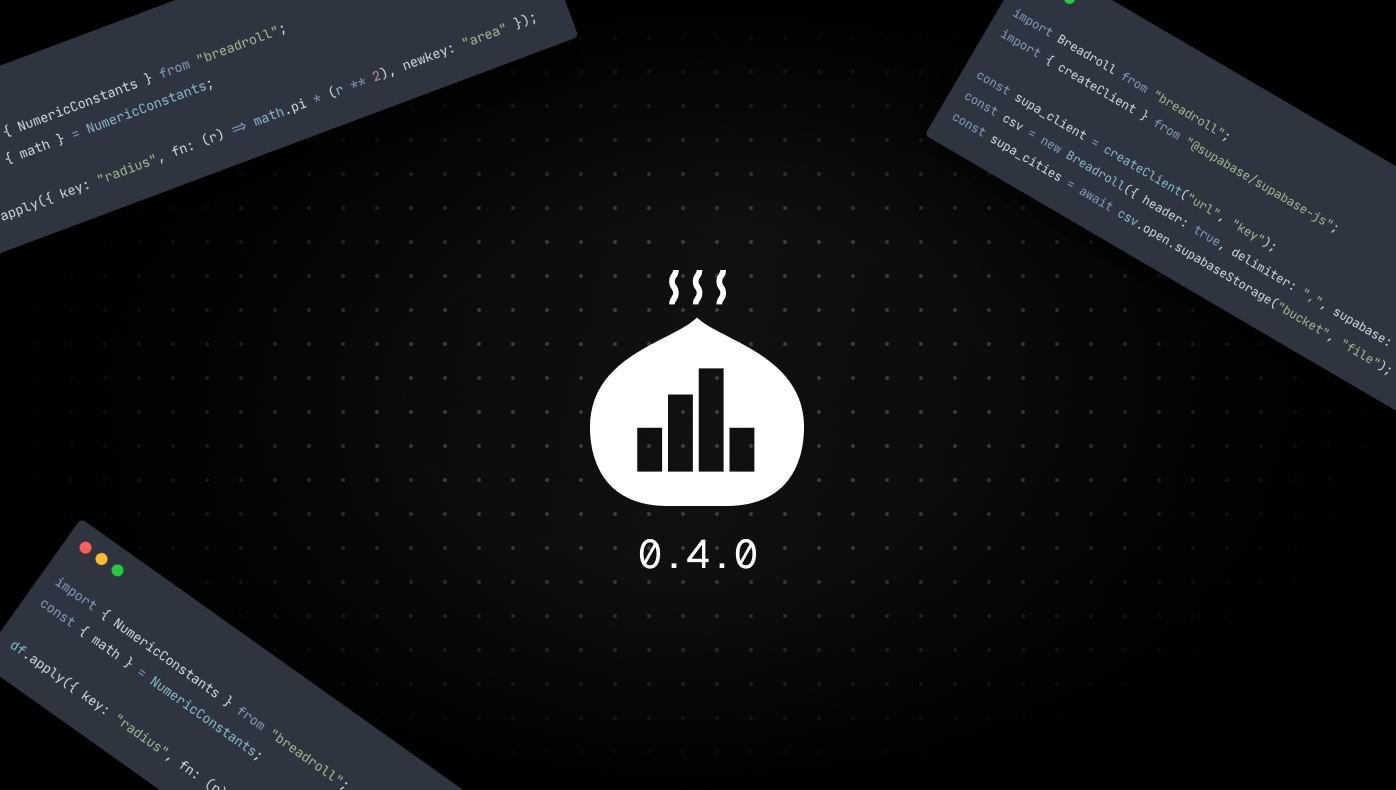 { NumericConstants } from "breadroll";
{ math } = NumericConstants;
apply({ key: "radius", fn: (r) => math.pi * (r ** 2), newkey: "area" });
import Breadroll from "breadroll";
import { createClient } from "@supabase/supabase-js";
const supa_client = createClient("url", "key");
const csv = new Breadroll({ header: true, delimiter: ",", supabase:
const supa_cities = await csv.open.supabaseStorage("bucket", "file");
0.4.0
import { NumericConstants } from "breadroll";
const { math } = NumericConstants;
df.apply({ key: "radius", fn: (r)